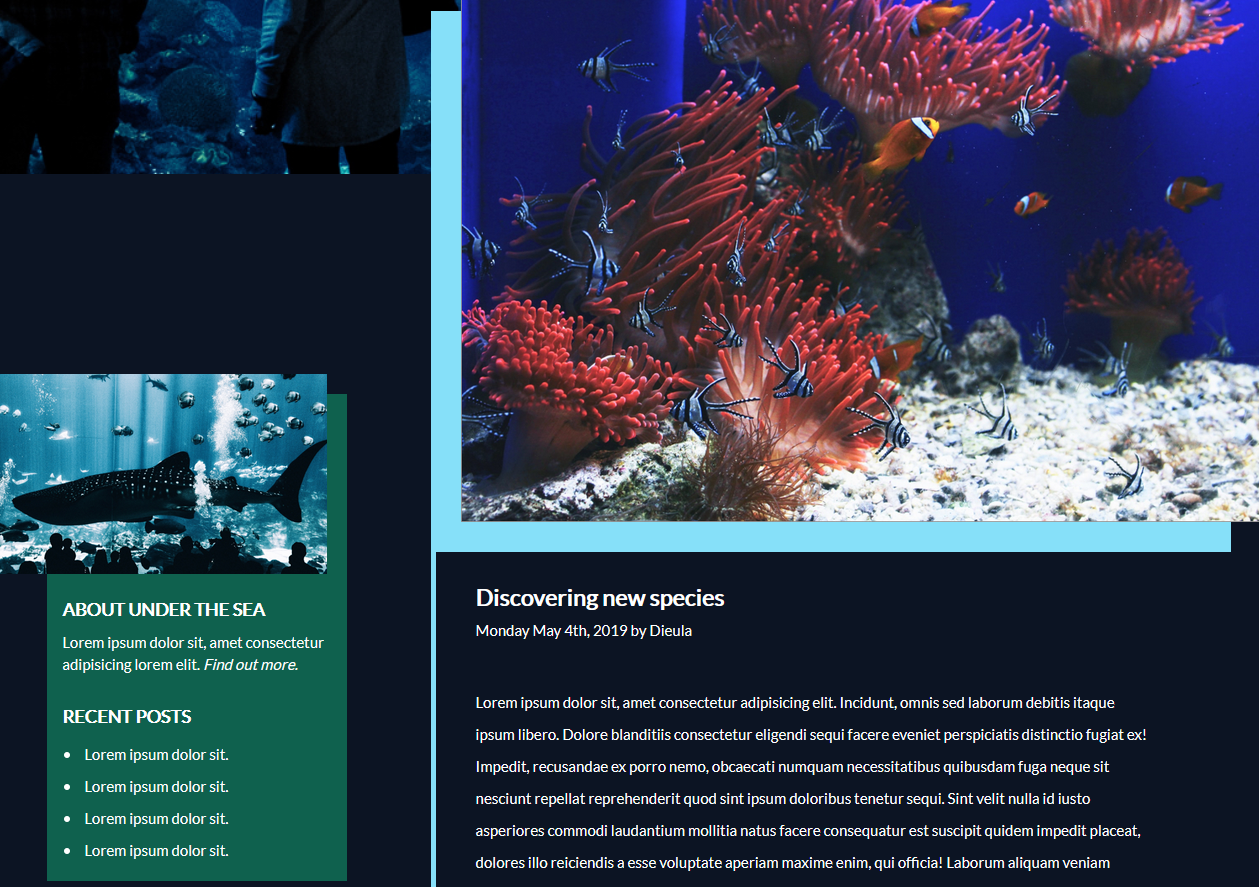 ABOUT UNDER THE SEA
Lorem ipsum dolor sit, amet consectetur
adipisicing lorem elit. Find out more.
RECENT POSTS
Lorem ipsum dolor sit.
Lorem ipsum dolor sit.
Lorem ipsum dolor sit.
Lorem ipsum dolor sit.
Discovering new species
Monday May 4th, 2019 by Dieula
Lorem ipsum dolor sit, amet consectetur adipisicing elit. Incidunt, omnis sed laborum debitis itaque
ipsum libero. Dolore blanditiis consectetur eligendi sequi facere eveniet perspiciatis distinctio fugiat ex!
Impedit, recusandae ex porro nemo, obcaecati numquam necessitatibus quibusdam fuga neque sit
nesciunt repellat reprehenderit quod sint ipsum doloribus tenetur sequi. Sint velit nulla id iusto
asperiores commodi laudantium mollitia natus facere consequatur est suscipit quidem impedit placeat,
dolores illo reiciendis a esse voluptate aperiam maxime enim, qui officia! Laborum aliquam veniam